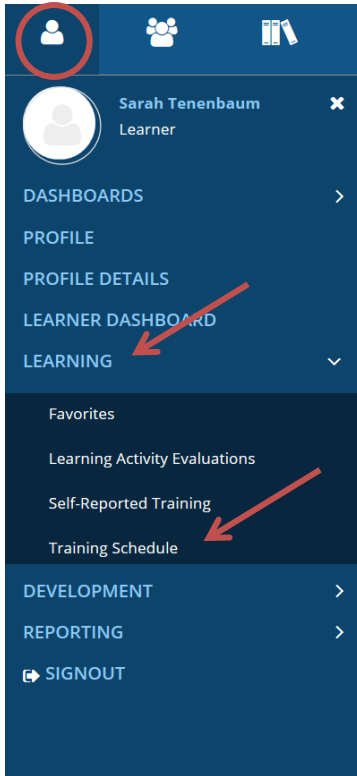 Sarah Tenenbaum
Learner
DASHBOARDS
PROFILE
PROFILE DETAILS
LEARNER DASHBOARD
LEARNING
Favorites
Learning Activity Evaluations
Self-Reported Training
Training Schedule
DEVELOPMENT
REPORTING
SIGNOUT